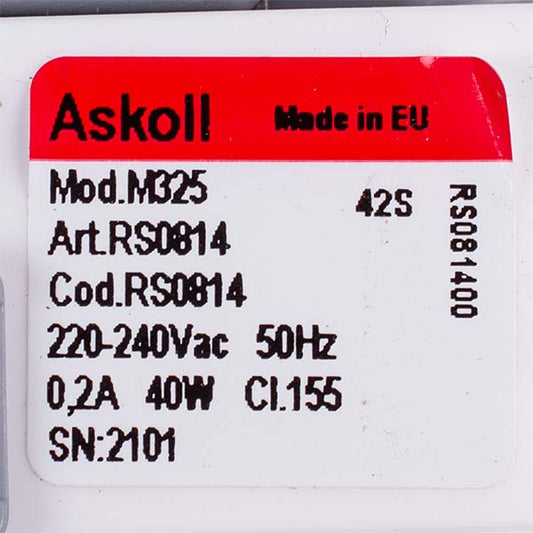 Askoll Made in EU
Mod.M325
42S
Art.RS0814
Cod.RS0814
220-240Vac 50Hz
0,2A 40W Cl.155
SN:2101
RS081400